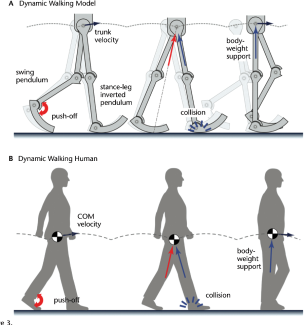 A Dynamic Walking Model
trunk
velocity
body-
weight
support
swing
pendulum
stance-leg
inverted
pendulum
push-off
collision
B Dynamic Walking Human
COM
velocity
body-
weight
support
push-off
collision
e 3.